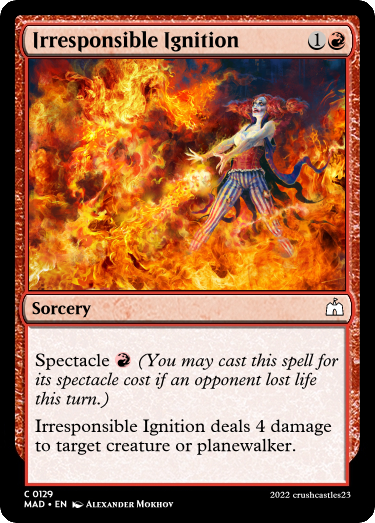 Irresponsible Ignition 1
Sorcery
Spectacle (You may cast this spell for
its spectacle cost if an opponent lost life
this turn.)
Irresponsible Ignition deals 4 damage
to target creature or planewalker.
C 0129
MAD • EN Alexander Mokhov
2022 crushcastles23